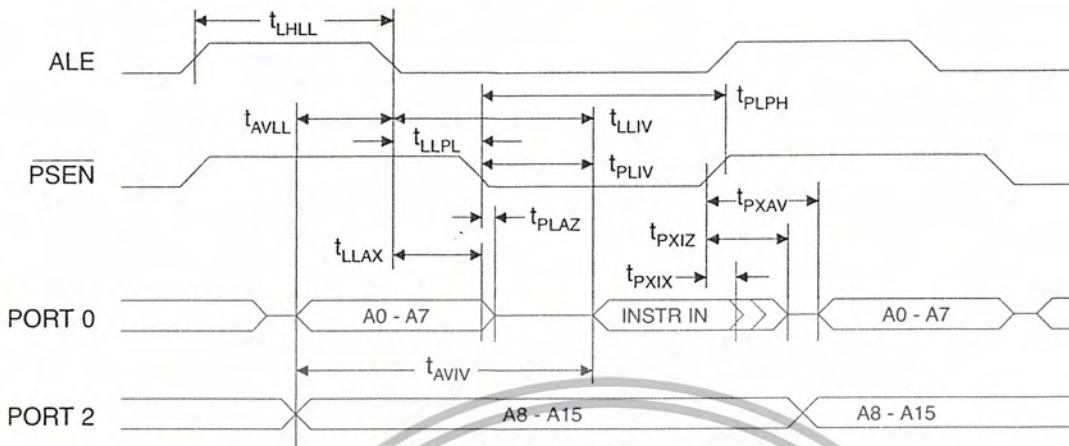 ALE
tLHLL
tPLPH
tAVLL
tLLIV
tLLPL
PSEN
tPLIV
tPXAV
tPLAZ
tPXIZ
tLLAX
tPXIX
PORT 0
A0 - A7
INSTR IN
A0 - A7
tAVIV
PORT 2
A8 - A15
A8 - A15